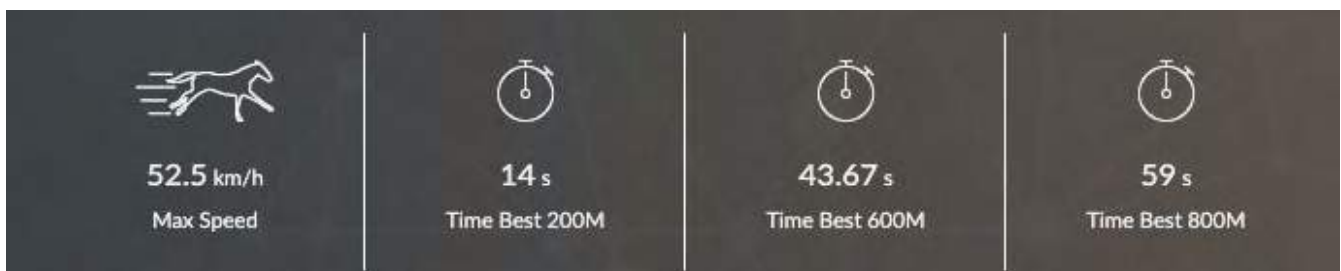 52.5 km/h
Max Speed
14 s
Time Best 200M
43.67 s
Time Best 600M
59 s
Time Best 800M